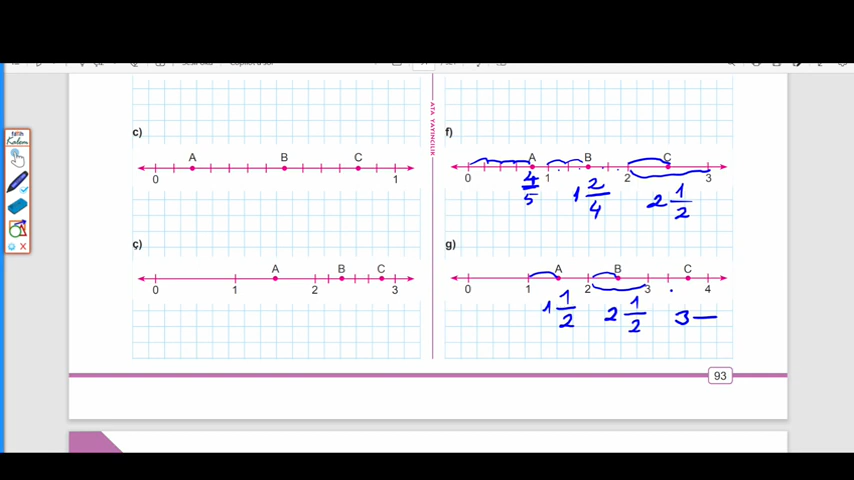 Kalem
c)
A B C
0 1
ç)
A B C
0 1 2 3
ATA YAYINCILIK
f)
A B C
0 1 2 3
4/5 1 2/4 2 1/2
g)
A B C
0 1 2 3 4
1 1/2 2 1/2 3 —
93